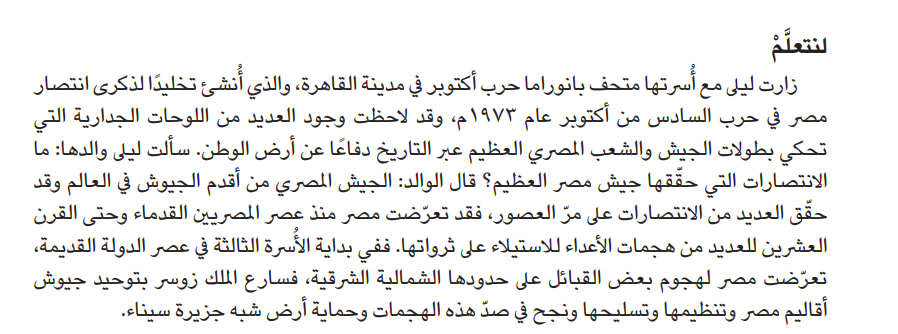 لنتعلَّمْ
زارت ليلى مع أُسرتها متحف بانوراما حرب أكتوبر في مدينة القاهرة، والذي أُنشئ تخليدًا لذكرى انتصار
مصر في حرب السادس من أكتوبر عام ١٩٧٣م، وقد لاحظت وجود العديد من اللوحات الجدارية التي
تحكي بطولات الجيش والشعب المصري العظيم عبر التاريخ دفاعًا عن أرض الوطن. سألت ليلى والدها: ما
الانتصارات التي حقّقها جيش مصر العظيم؟ قال الوالد: الجيش المصري من أقدم الجيوش في العالم وقد
حقّق العديد من الانتصارات على مرّ العصور، فقد تعرّضت مصر منذ عصر المصريين القدماء وحتى القرن
العشرين للعديد من هجمات الأعداء للاستيلاء على ثرواتها. ففي بداية الأُسرة الثالثة في عصر الدولة القديمة،
تعرّضت مصر لهجوم بعض القبائل على حدودها الشمالية الشرقية، فسارع الملك زوسر بتوحيد جيوش
أقاليم مصر وتنظيمها وتسليحها ونجح في صدّ هذه الهجمات وحماية أرض شبه جزيرة سيناء.